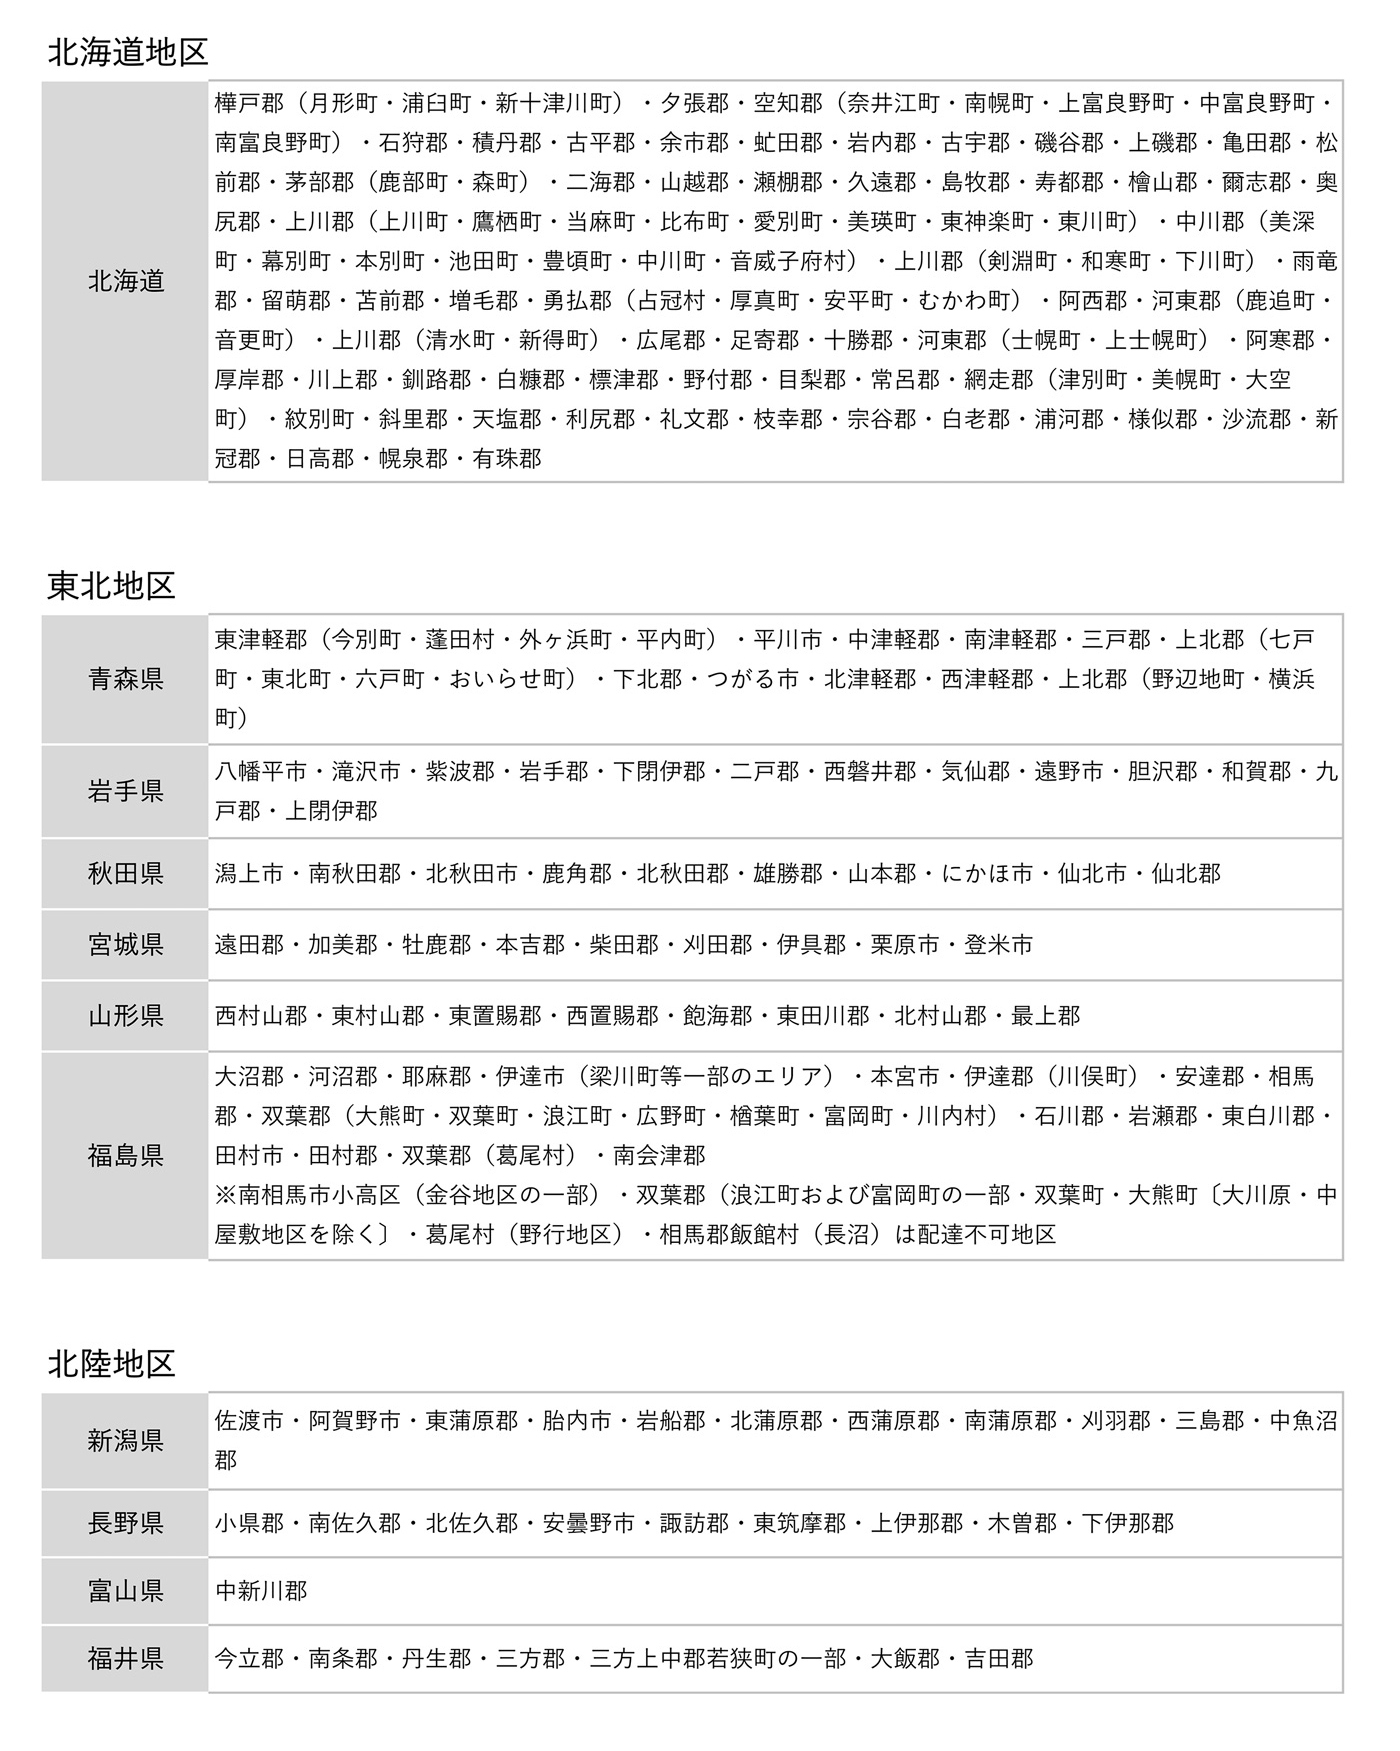 北海道地区
北海道
樺戸郡（月形町・浦臼町・新十津川町）・夕張郡・空知郡（奈井江町・南幌町・上富良野町・中富良野町・
南富良野町）・石狩郡・積丹郡・古平郡・余市郡・虻田郡・岩内郡・古宇郡・磯谷郡・上磯郡・亀田郡・松
前郡・茅部郡（鹿部町・森町）・二海郡・山越郡・瀬棚郡・久遠郡・島牧郡・寿都郡・檜山郡・爾志郡・奥
尻郡・上川郡（上川町・鷹栖町・当麻町・比布町・愛別町・美瑛町・東神楽町・東川町）・中川郡（美深
町・幕別町・本別町・池田町・豊頃町・中川町・音威子府村）・上川郡（剣淵町・和寒町・下川町）・雨竜
郡・留萌郡・苫前郡・増毛郡・勇払郡（占冠村・厚真町・安平町・むかわ町）・阿西郡・河東郡（鹿追町・
音更町）・上川郡（清水町・新得町）・広尾郡・足寄郡・十勝郡・河東郡（士幌町・上士幌町）・阿寒郡・
厚岸郡・川上郡・釧路郡・白糠郡・標津郡・野付郡・目梨郡・常呂郡・網走郡（津別町・美幌町・大空
町）・紋別町・斜里郡・天塩郡・利尻郡・礼文郡・枝幸郡・宗谷郡・白老郡・浦河郡・様似郡・沙流郡・新
冠郡・日高郡・幌泉郡・有珠郡
東北地区
青森県
東津軽郡（今別町・蓬田村・外ヶ浜町・平内町）・平川市・中津軽郡・南津軽郡・三戸郡・上北郡（七戸
町・東北町・六戸町・おいらせ町）・下北郡・つがる市・北津軽郡・西津軽郡・上北郡（野辺地町・横浜
町）
岩手県
八幡平市・滝沢市・紫波郡・岩手郡・下閉伊郡・二戸郡・西磐井郡・気仙郡・遠野市・胆沢郡・和賀郡・九
戸郡・上閉伊郡
秋田県
潟上市・南秋田郡・北秋田市・鹿角郡・北秋田郡・雄勝郡・山本郡・にかほ市・仙北市・仙北郡
宮城県
遠田郡・加美郡・牡鹿郡・本吉郡・柴田郡・刈田郡・伊具郡・栗原市・登米市
山形県
西村山郡・東村山郡・東置賜郡・西置賜郡・飽海郡・東田川郡・北村山郡・最上郡
福島県
大沼郡・河沼郡・耶麻郡・伊達市（梁川町等一部のエリア）・本宮市・伊達郡（川俣町）・安達郡・相馬
郡・双葉郡（大熊町・双葉町・浪江町・広野町・楢葉町・富岡町・川内村）・石川郡・岩瀬郡・東白川郡・
田村市・田村郡・双葉郡（葛尾村）・南会津郡
※南相馬市小高区（金谷地区の一部）・双葉郡（浪江町および富岡町の一部・双葉町・大熊町〔大川原・中
屋敷地区を除く〕・葛尾村（野行地区）・相馬郡飯館村（長沼）は配達不可地区
北陸地区
新潟県
佐渡市・阿賀野市・東蒲原郡・胎内市・岩船郡・北蒲原郡・西蒲原郡・南蒲原郡・刈羽郡・三島郡・中魚沼
郡
長野県
小県郡・南佐久郡・北佐久郡・安曇野市・諏訪郡・東筑摩郡・上伊那郡・木曽郡・下伊那郡
富山県
中新川郡
福井県
今立郡・南条郡・丹生郡・三方郡・三方上中郡若狭町の一部・大飯郡・吉田郡